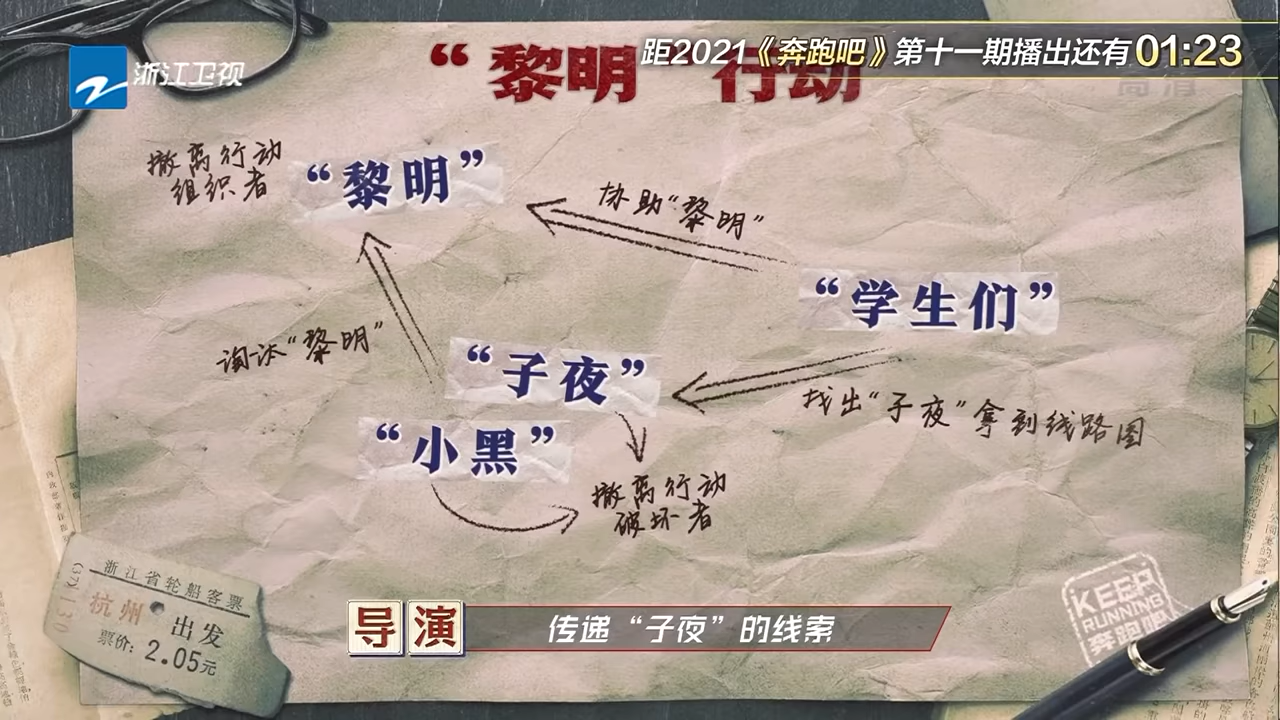 浙江卫视
距2021《奔跑吧》第十一期播出还有01:23
“黎明”行动
高清
撤离行动
组织者
“黎明”
协助“黎明”
“学生们”
淘汰“黎明”
“子夜”
找出“子夜”拿到线路图
“小黑”
撤离行动
破坏者
浙江省轮船客票
杭州
出发
票价:2.05元
KEEP
RUNNING
奔跑吧
导演
传递“子夜”的线索